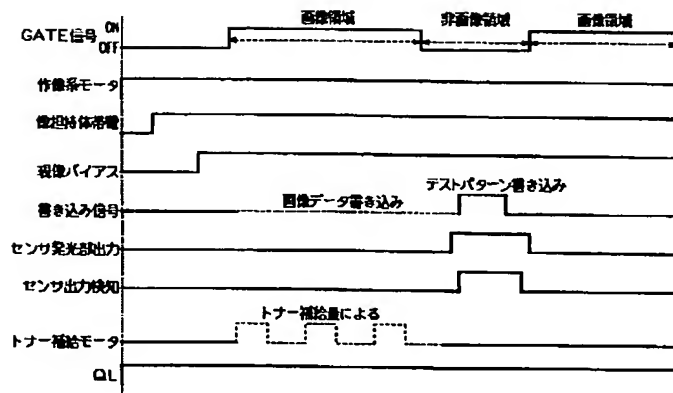 画像領域 非画像領域 画像領域
GATE信号 ON OFF
作像系モータ
像担持体帯電
現像バイアス
テストパターン書き込み
書き込み信号 画像データ書き込み
センサ発光部出力
センサ出力検知
トナー補給量による
トナー補給モータ
QL